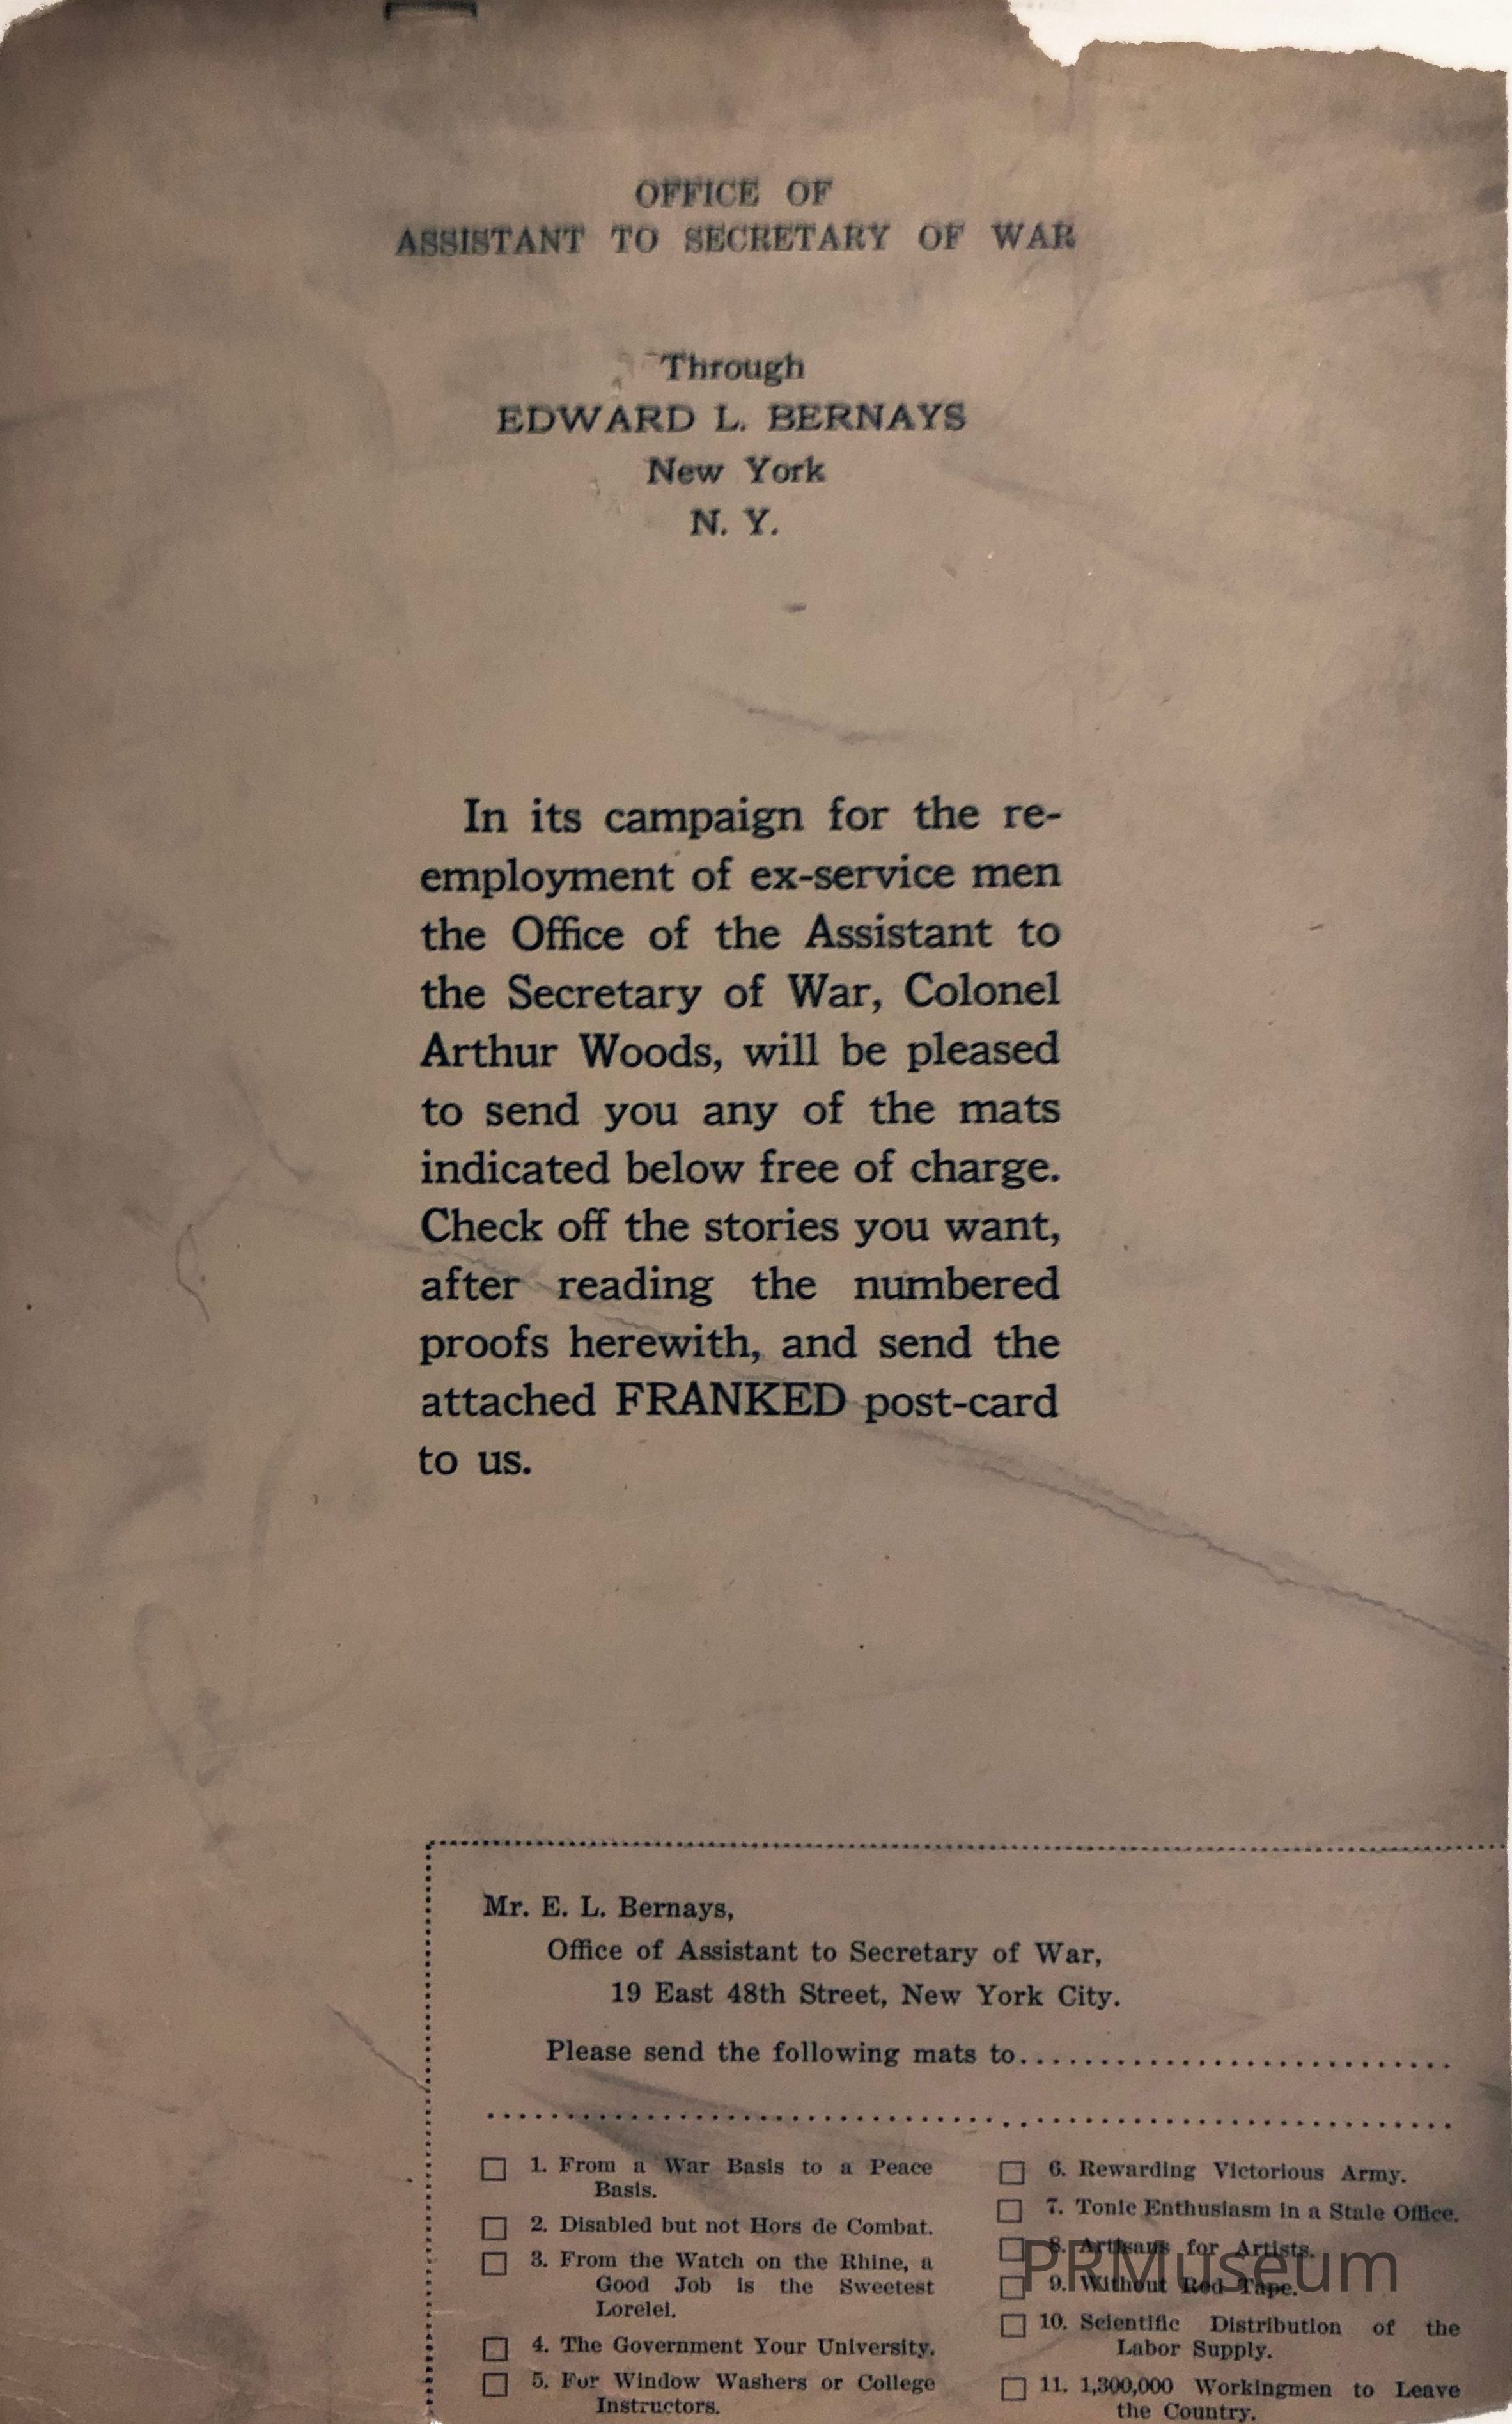 OFFICE OF
ASSISTANT TO SECRETARY OF WAR
Through
EDWARD L. BERNAYS
New York
N. Y.
In its campaign for the re-
employment of ex-service men
the Office of the Assistant to
the Secretary of War, Colonel
Arthur Woods, will be pleased
to send you any of the mats
indicated below free of charge.
Check off the stories you want,
after reading the numbered
proofs herewith, and send the
attached FRANKED post-card
to us.
Mr. E. L. Bernays,
Office of Assistant to Secretary of War,
19 East 48th Street, New York City.
Please send the following mats to
1. From a War Basis to a Peace
Basis.
2. Disabled but not Hors de Combat.
3. From the Watch on the Rhine, a
Good Job is the Sweetest
Lorelei.
4. The Government Your University.
5. For Window Washers or College
Instructors.
6. Rewarding Victorious Army.
7. Tonic Enthusiasm in a Stale Office.
8. Artisans for Artists.
9. Without Red Tape.
10. Scientific Distribution of the
Labor Supply.
11. 1,300,000 Workingmen to Leave
the Country.
PRMuseum